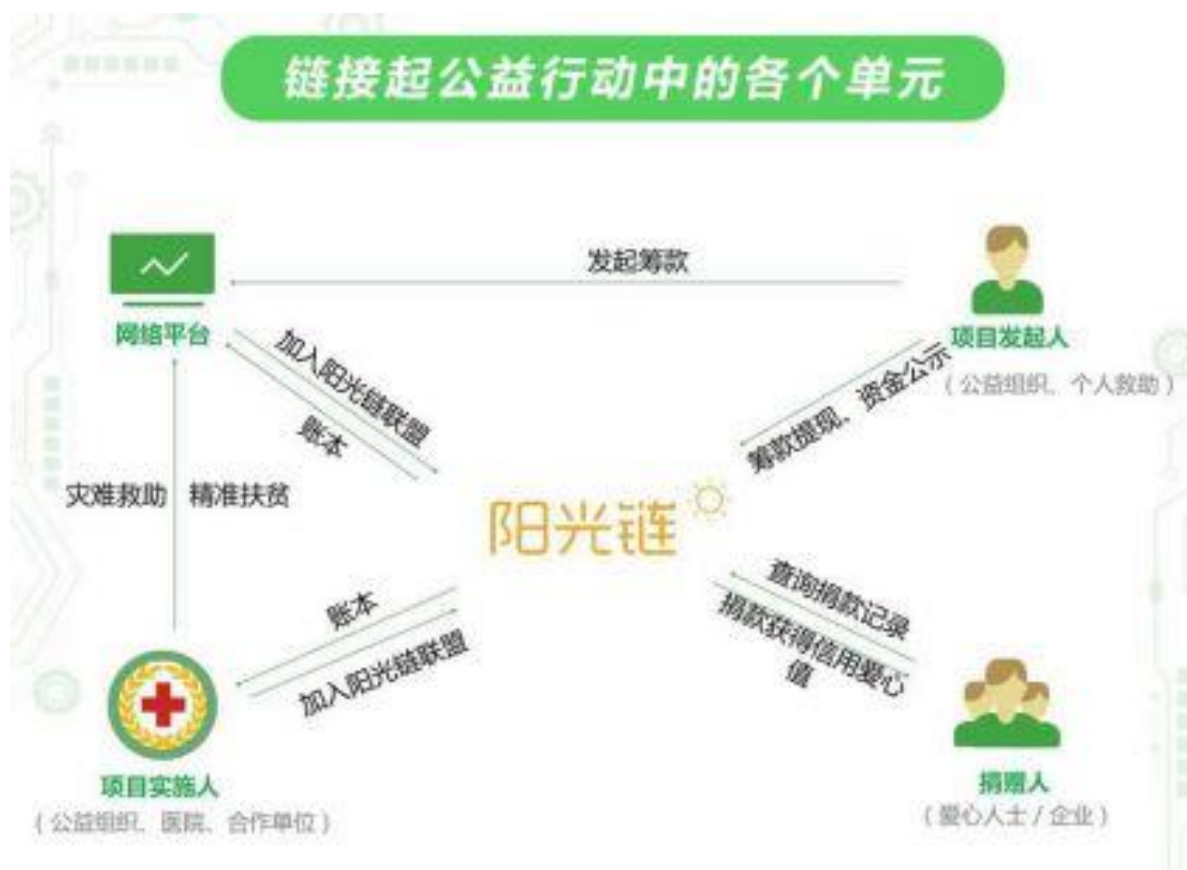 链接起公益行动中的各个单元
发起筹款
网络平台
项目发起人
(公益组织、个人救助)
加入阳光链联盟
账本
筹款提现、资金公示
灾难救助
精准扶贫
阳光链
账本
加入阳光链联盟
查询捐款记录
捐款获得信用爱心
值
项目实施人
(公益组织、医院、合作单位)
捐赠人
(爱心人士/企业)